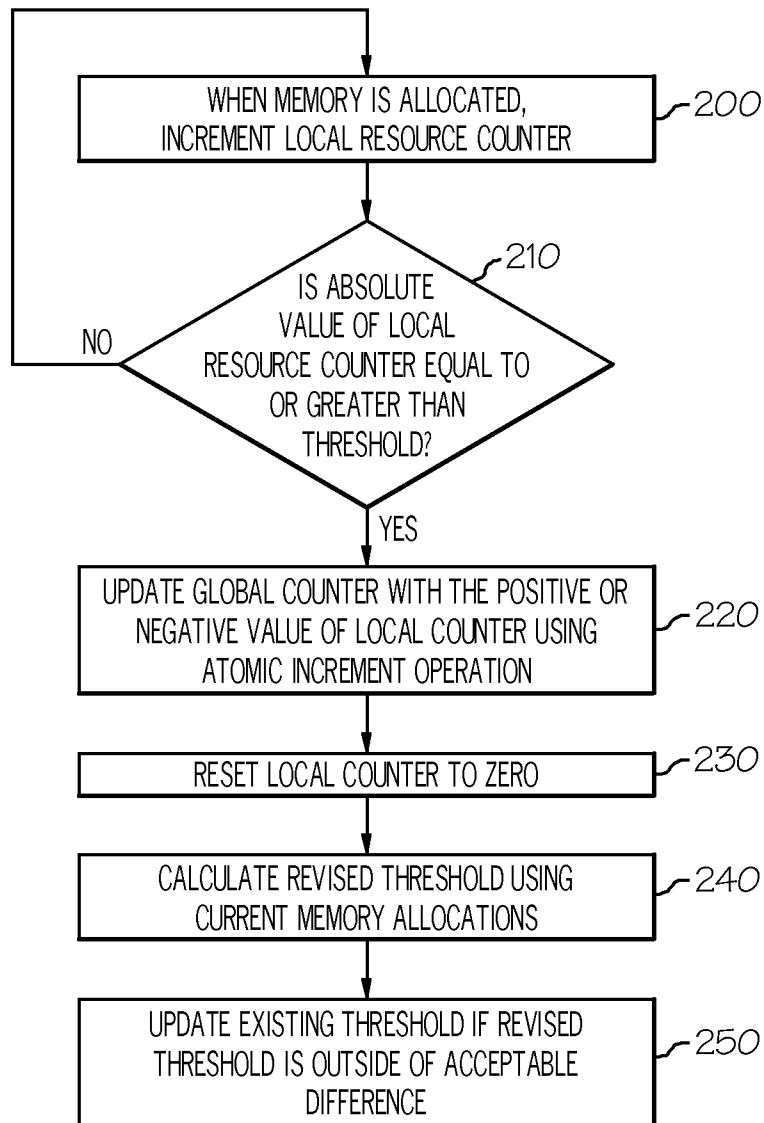 WHEN MEMORY IS ALLOCATED,
INCREMENT LOCAL RESOURCE COUNTER
200
210
IS ABSOLUTE
VALUE OF LOCAL
RESOURCE COUNTER EQUAL TO
OR GREATER THAN
THRESHOLD?
NO
YES
UPDATE GLOBAL COUNTER WITH THE POSITIVE OR
NEGATIVE VALUE OF LOCAL COUNTER USING
ATOMIC INCREMENT OPERATION
220
RESET LOCAL COUNTER TO ZERO
230
CALCULATE REVISED THRESHOLD USING
CURRENT MEMORY ALLOCATIONS
240
UPDATE EXISTING THRESHOLD IF REVISED
THRESHOLD IS OUTSIDE OF ACCEPTABLE
DIFFERENCE
250